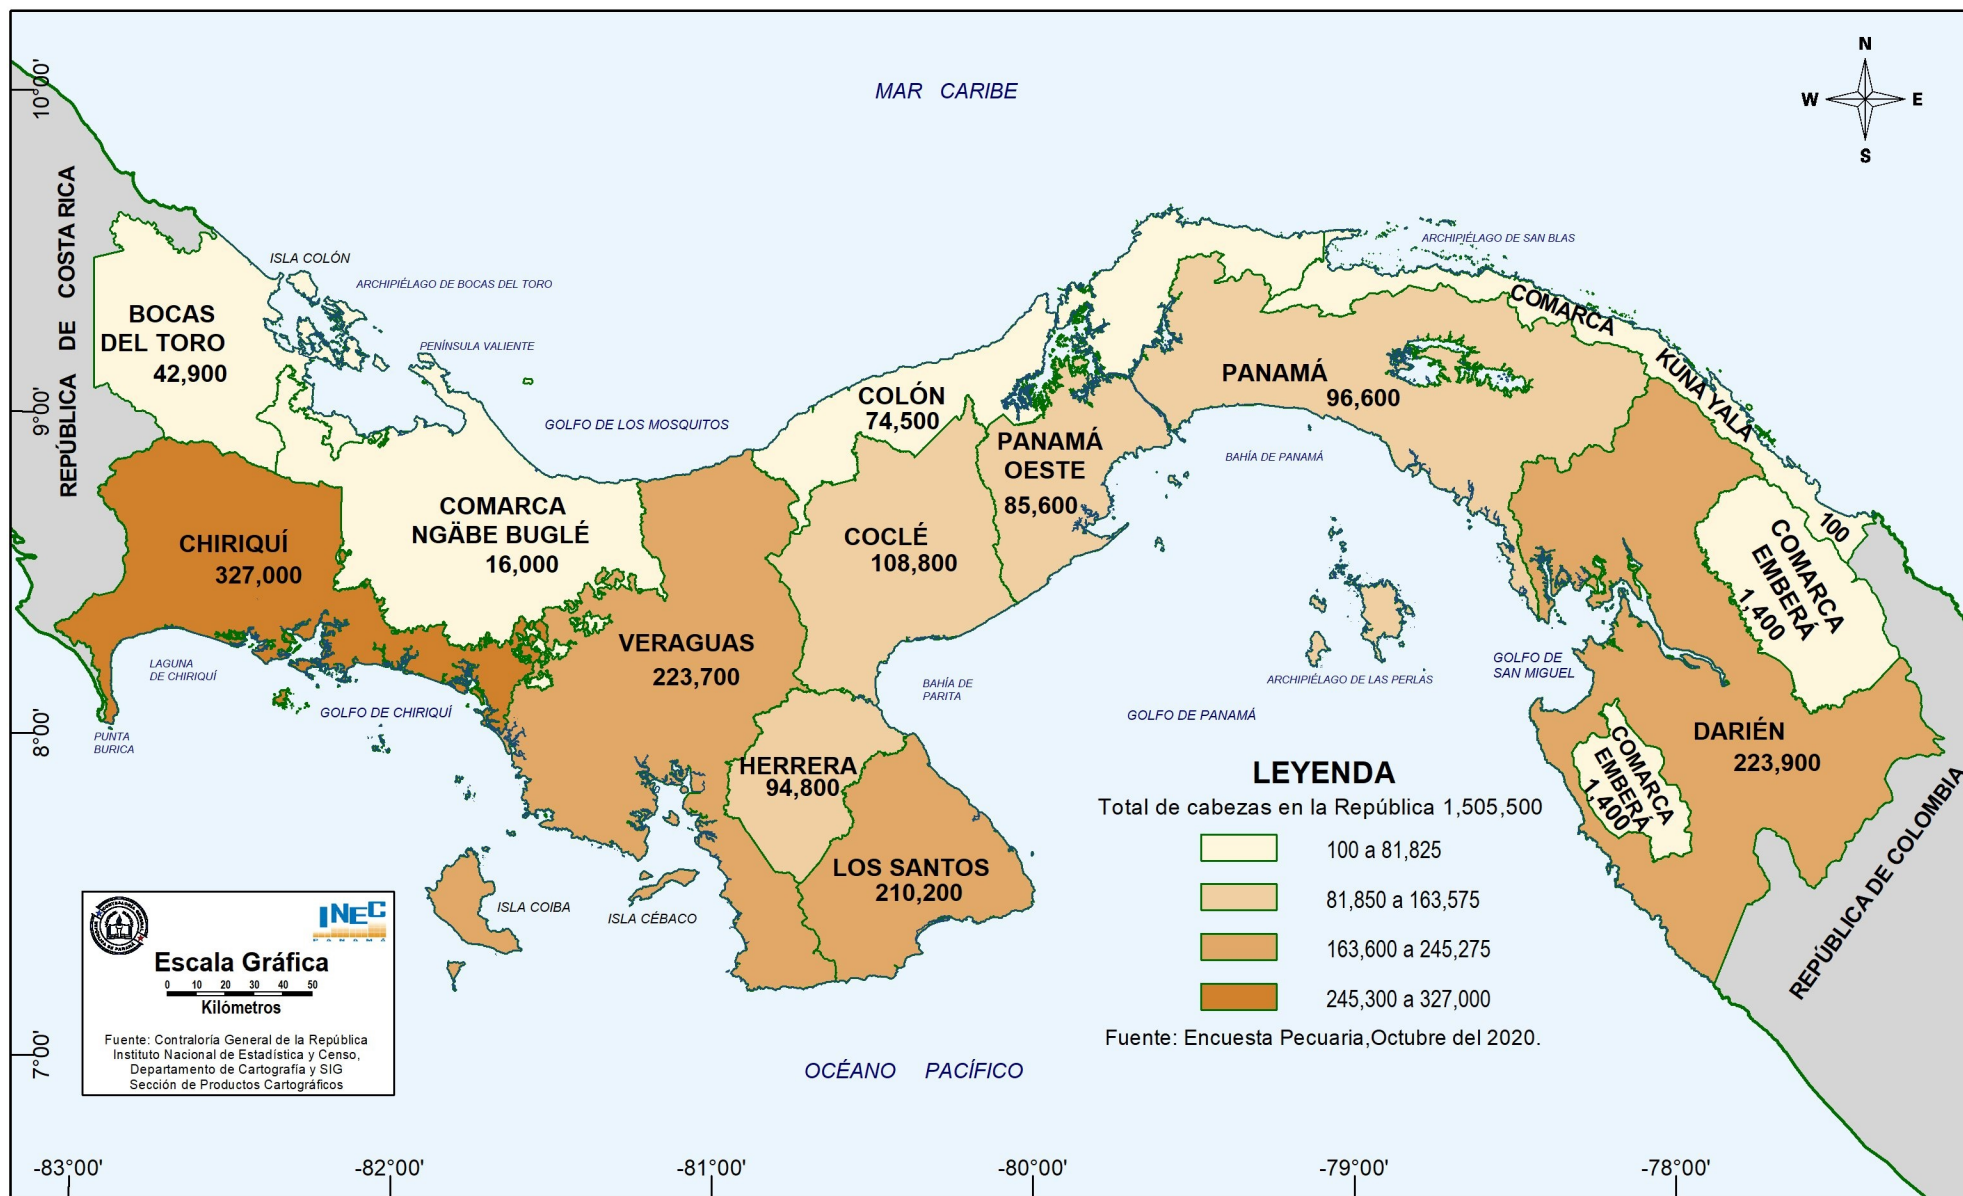 10°00'
9°00'
8°00'
7°00'
MAR CARIBE
N
W
E
S
REPÚBLICA DE COSTA RICA
ISLA COLÓN
ARCHIPIÉLAGO DE BOCAS DEL TORO
ARCHIPIÉLAGO DE SAN BLAS
BOCAS
DEL TORO
42,900
PENÍNSULA VALIENTE
GOLFO DE LOS MOSQUITOS
COLÓN
74,500
PANAMÁ
96,600
COMARCA
KUNA YALA
100
PANAMÁ
OESTE
85,600
BAHÍA DE PANAMÁ
CHIRIQUÍ
327,000
COMARCA
NGÄBE BUGLÉ
16,000
COCLÉ
108,800
COMARCA
EMBERÁ
1,400
VERAGUAS
223,700
LAGUNA
DE CHIRIQUÍ
GOLFO DE CHIRIQUÍ
PUNTA
BURICA
BAHÍA DE
PARITA
GOLFO DE PANAMÁ
ARCHIPIÉLAGO DE LAS PERLAS
GOLFO DE
SAN MIGUEL
DARIÉN
223,900
COMARCA
EMBERÁ
1,400
HERRERA
94,800
LOS SANTOS
210,200
ISLA COIBA
ISLA CÉBACO
REPÚBLICA DE COLOMBIA
LEYENDA
Total de cabezas en la República 1,505,500
100 a 81,825
81,850 a 163,575
163,600 a 245,275
245,300 a 327,000
Fuente: Encuesta Pecuaria,Octubre del 2020.
INEC
PANAMÁ
Escala Gráfica
0 10 20 30 40 50
Kilómetros
Fuente: Contraloría General de la República
Instituto Nacional de Estadística y Censo,
Departamento de Cartografía y SIG
Sección de Productos Cartográficos
OCÉANO PACÍFICO
-83°00'
-82°00'
-81°00'
-80°00'
-79°00'
-78°00'